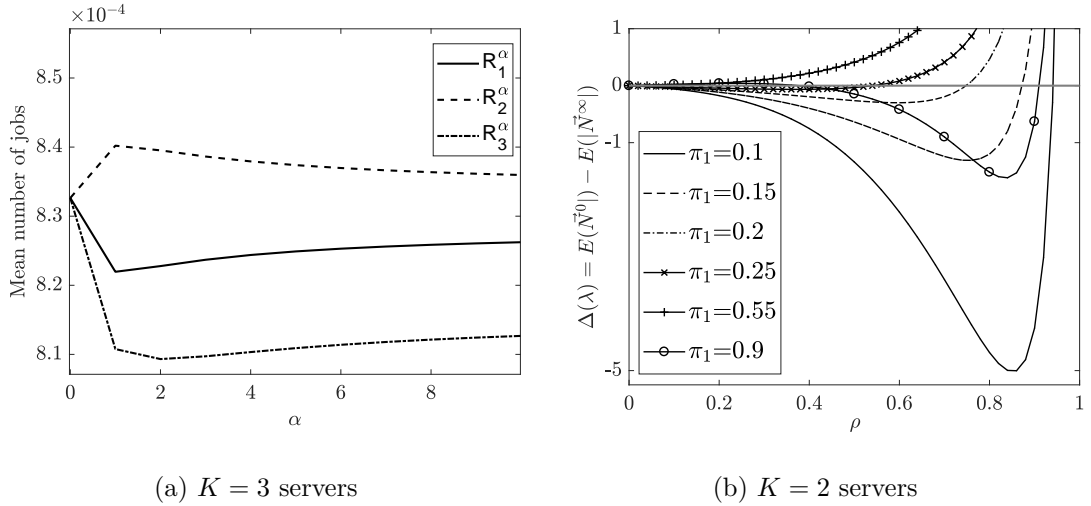 ×10⁻⁴
8.5
8.4
8.3
8.2
8.1
0 2 4 6 8
Mean number of jobs
α
R₁^α
R₂^α
R₃^α
(a) K = 3 servers
1
0
-1
-5
0 0.2 0.4 0.6 0.8 1
Δ(λ) = E(|N⃗⁰|) − E(|N⃗^∞|)
ρ
π₁=0.1
π₁=0.15
π₁=0.2
π₁=0.25
π₁=0.55
π₁=0.9
(b) K = 2 servers